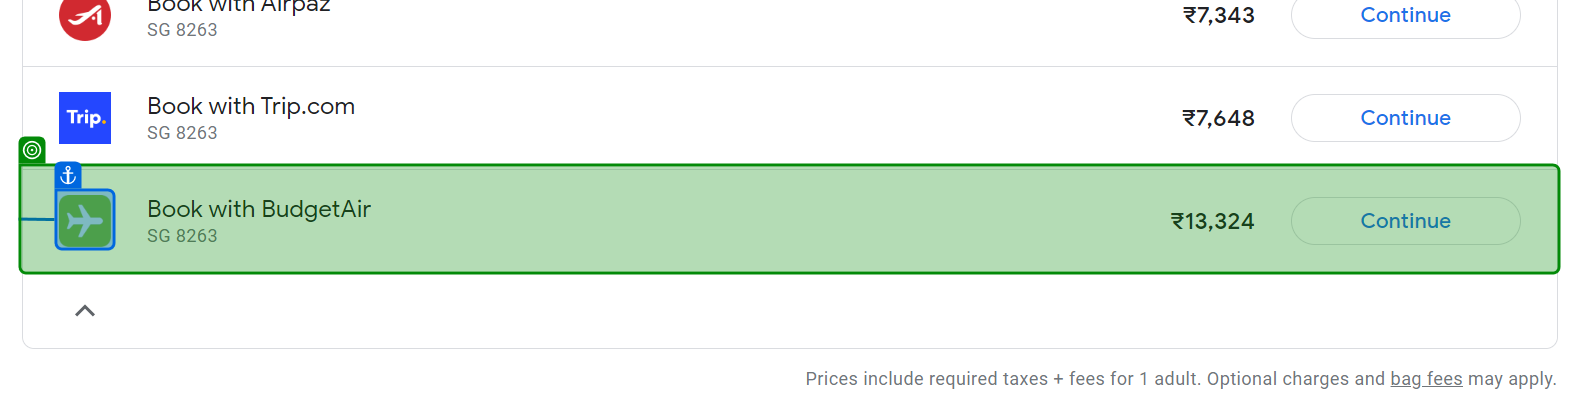 Book with Airpaz
SG 8263
₹7,343
Continue
Trip.
Book with Trip.com
SG 8263
₹7,648
Continue
Book with BudgetAir
SG 8263
₹13,324
Continue
Prices include required taxes + fees for 1 adult. Optional charges and bag fees may apply.